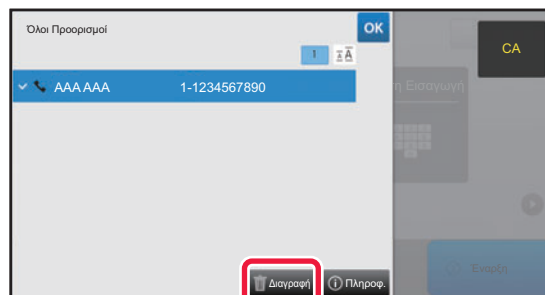 Όλοι Προορισμοί
OK
CA
1
AAA AAA 1-1234567890
η Εισαγωγή
Διαγραφή
Πληροφ.
Έναρξη